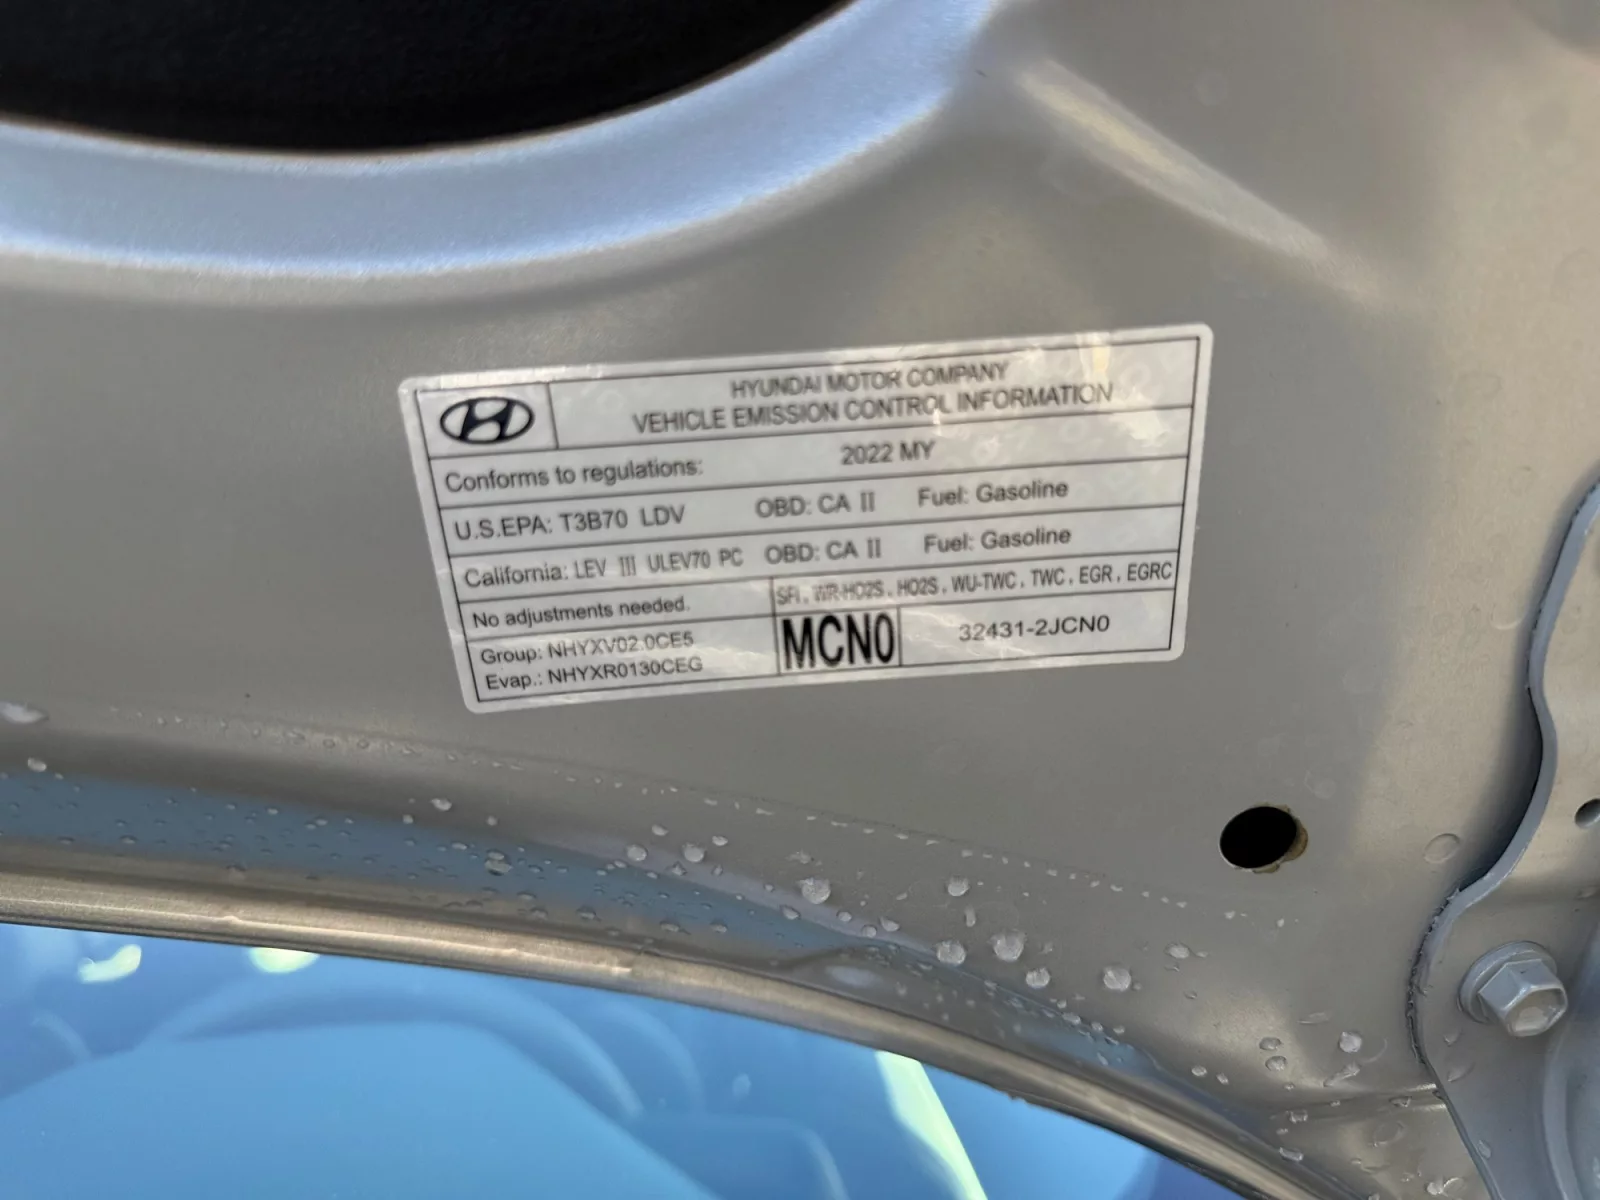 HYUNDAI MOTOR COMPANY
VEHICLE EMISSION CONTROL INFORMATION
Conforms to regulations: 2022 MY
U.S.EPA: T3B70 LDV OBD: CA II Fuel: Gasoline
California: LEV III ULEV70 PC OBD: CA II Fuel: Gasoline
No adjustments needed. SFI, WR-HO2S, HO2S, WU-TWC, TWC, EGR, EGRC
Group: NHYXV02.0CE5
Evap.: NHYXR0130CEG
MCN0 32431-2JCN0